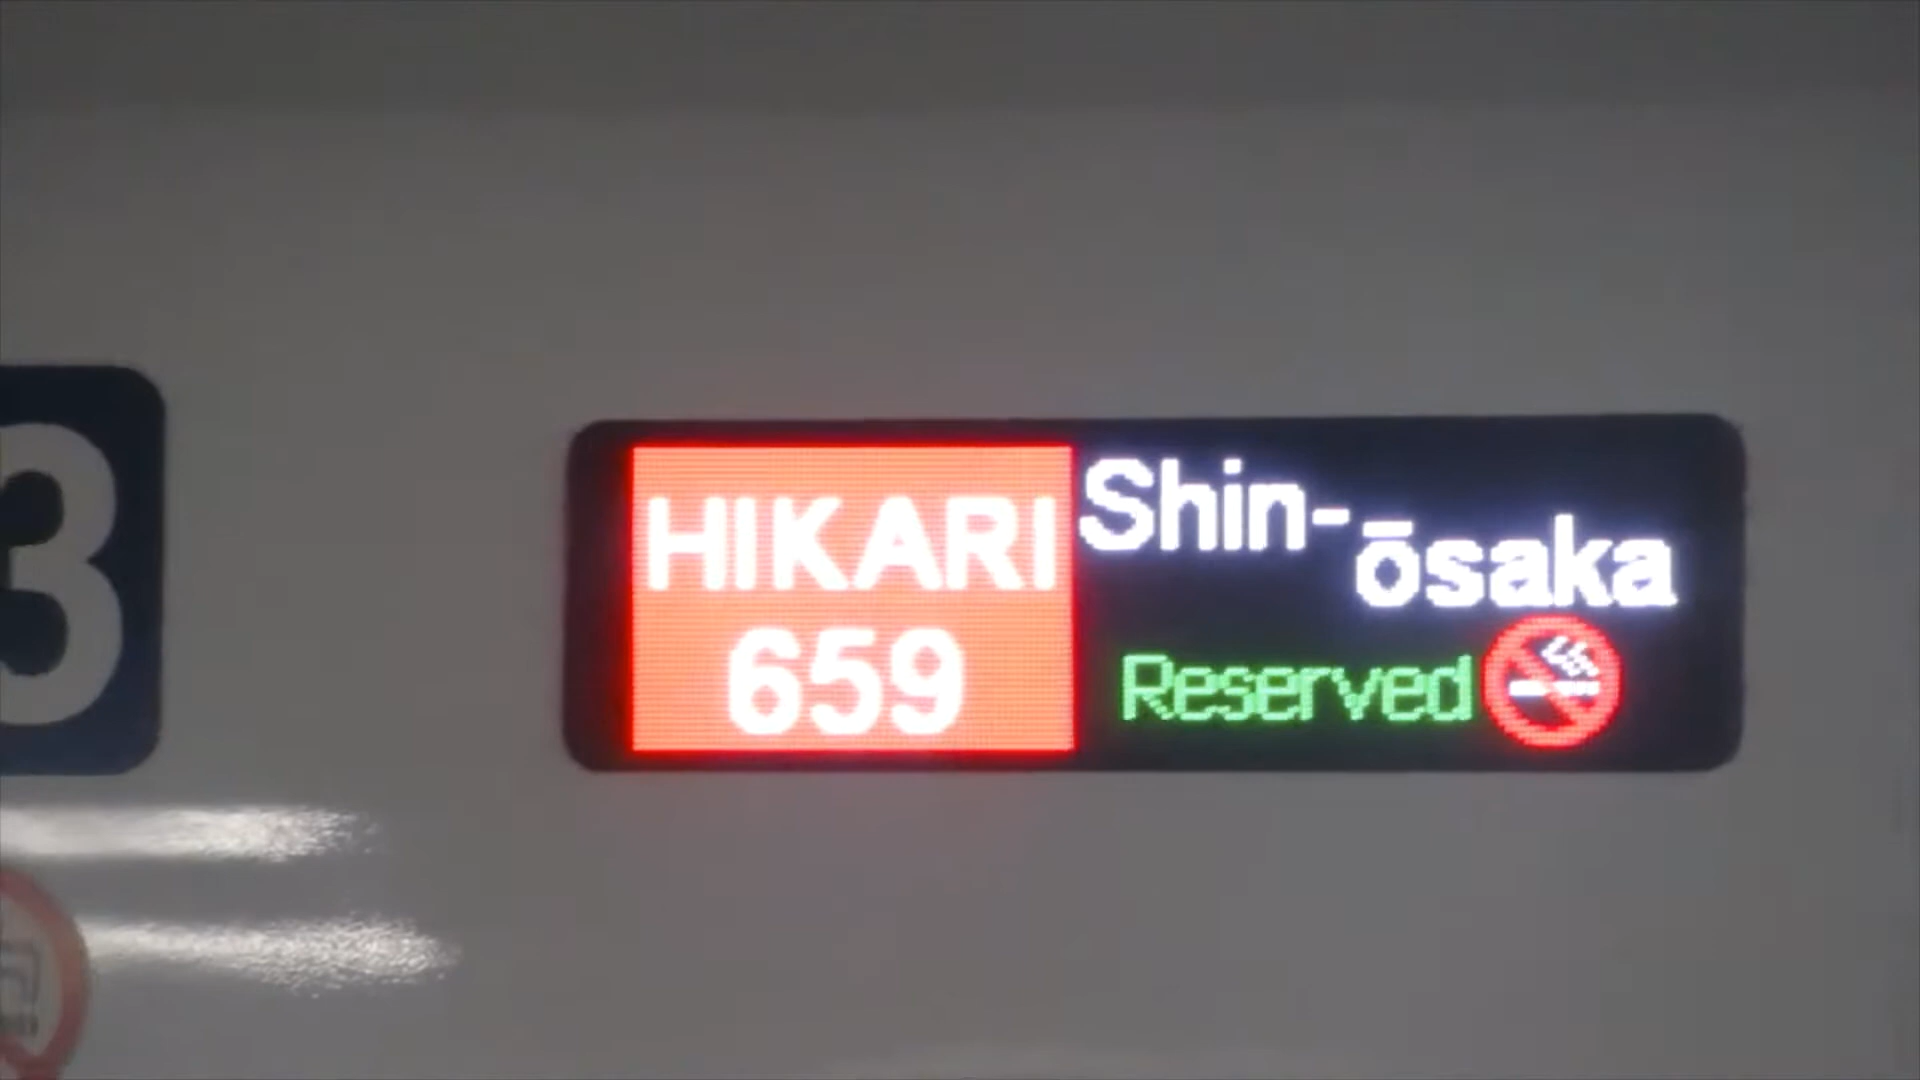 3
HIKARI
659
Shin-
ōsaka
Reserved